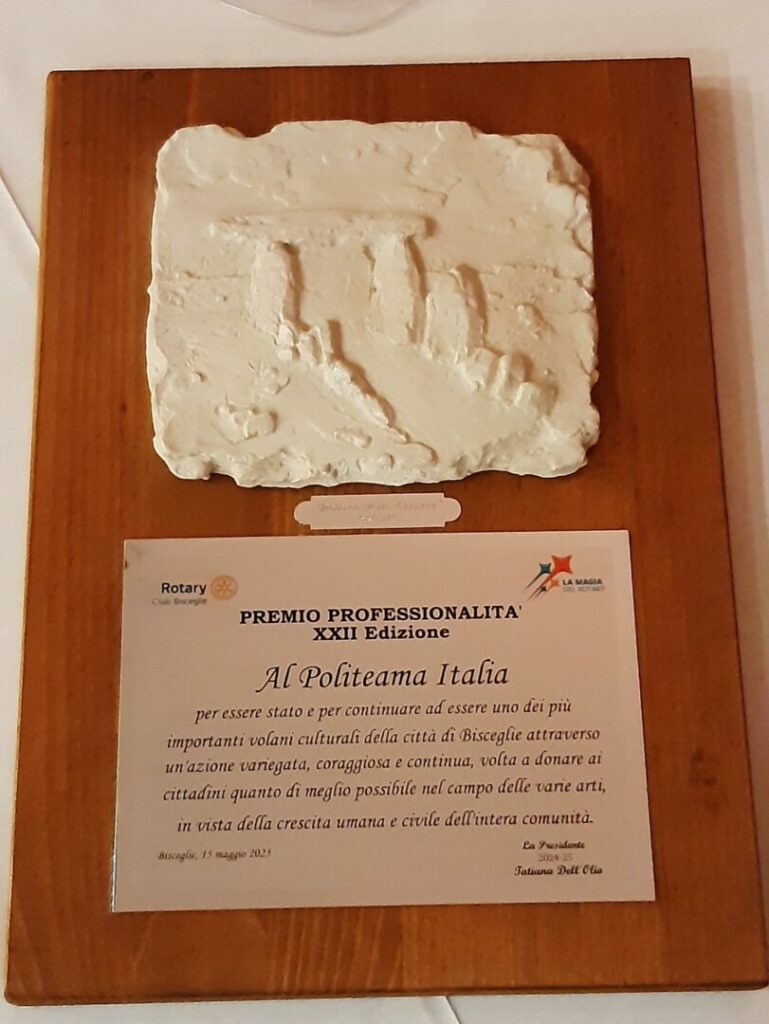 Rotary
Club Bisceglie
LA MAGIA
DEL ROTARY
PREMIO PROFESSIONALITA'
XXII Edizione
Al Politeama Italia
per essere stato e per continuare ad essere uno dei più
importanti volani culturali della città di Bisceglie attraverso
un'azione variegata, coraggiosa e continua, volta a donare ai
cittadini quanto di meglio possibile nel campo delle varie arti,
in vista della crescita umana e civile dell'intera comunità.
Bisceglie, 15 maggio 2025
La Presidente
2024-25
Tatiana Dell'Olio